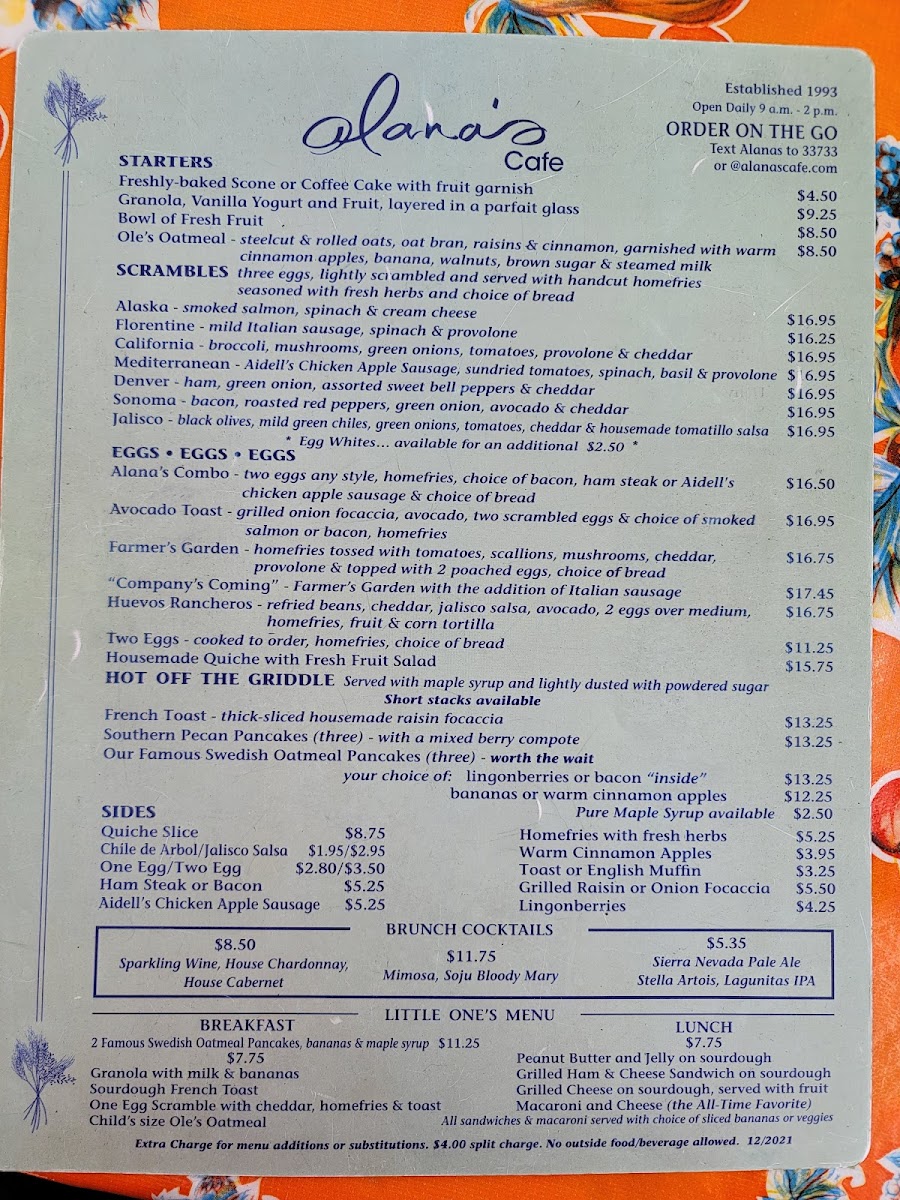 alana's
Cafe
Established 1993
Open Daily 9 a.m. - 2 p.m.
ORDER ON THE GO
Text Alanas to 33733
or @alanascafe.com
STARTERS
Freshly-baked Scone or Coffee Cake with fruit garnish $4.50
Granola, Vanilla Yogurt and Fruit, layered in a parfait glass $9.25
Bowl of Fresh Fruit $8.50
Ole's Oatmeal - steelcut & rolled oats, oat bran, raisins & cinnamon, garnished with warm $8.50
cinnamon apples, banana, walnuts, brown sugar & steamed milk
SCRAMBLES three eggs, lightly scrambled and served with handcut homefries
seasoned with fresh herbs and choice of bread
Alaska - smoked salmon, spinach & cream cheese $16.95
Florentine - mild Italian sausage, spinach & provolone $16.25
California - broccoli, mushrooms, green onions, tomatoes, provolone & cheddar $16.95
Mediterranean - Aidell's Chicken Apple Sausage, sundried tomatoes, spinach, basil & provolone $16.95
Denver - ham, green onion, assorted sweet bell peppers & cheddar $16.95
Sonoma - bacon, roasted red peppers, green onion, avocado & cheddar $16.95
Jalisco - black olives, mild green chiles, green onions, tomatoes, cheddar & housemade tomatillo salsa $16.95
* Egg Whites... available for an additional $2.50 *
EGGS • EGGS • EGGS
Alana's Combo - two eggs any style, homefries, choice of bacon, ham steak or Aidell's $16.50
chicken apple sausage & choice of bread
Avocado Toast - grilled onion focaccia, avocado, two scrambled eggs & choice of smoked $16.95
salmon or bacon, homefries
Farmer's Garden - homefries tossed with tomatoes, scallions, mushrooms, cheddar, $16.75
provolone & topped with 2 poached eggs, choice of bread
"Company's Coming" - Farmer's Garden with the addition of Italian sausage $17.45
Huevos Rancheros - refried beans, cheddar, jalisco salsa, avocado, 2 eggs over medium, $16.75
homefries, fruit & corn tortilla
Two Eggs - cooked to order, homefries, choice of bread $11.25
Housemade Quiche with Fresh Fruit Salad $15.75
HOT OFF THE GRIDDLE Served with maple syrup and lightly dusted with powdered sugar
Short stacks available
French Toast - thick-sliced housemade raisin focaccia $13.25
Southern Pecan Pancakes (three) - with a mixed berry compote $13.25
Our Famous Swedish Oatmeal Pancakes (three) - worth the wait
your choice of: lingonberries or bacon "inside" $13.25
bananas or warm cinnamon apples $12.25
Pure Maple Syrup available $2.50
SIDES
Quiche Slice $8.75
Chile de Arbol/Jalisco Salsa $1.95/$2.95
One Egg/Two Egg $2.80/$3.50
Ham Steak or Bacon $5.25
Aidell's Chicken Apple Sausage $5.25
Homefries with fresh herbs $5.25
Warm Cinnamon Apples $3.95
Toast or English Muffin $3.25
Grilled Raisin or Onion Focaccia $5.50
Lingonberries $4.25
BRUNCH COCKTAILS
$8.50
Sparkling Wine, House Chardonnay,
House Cabernet
$11.75
Mimosa, Soju Bloody Mary
$5.35
Sierra Nevada Pale Ale
Stella Artois, Lagunitas IPA
LITTLE ONE'S MENU
BREAKFAST
2 Famous Swedish Oatmeal Pancakes, bananas & maple syrup $11.25
$7.75
Granola with milk & bananas
Sourdough French Toast
One Egg Scramble with cheddar, homefries & toast
Child's size Ole's Oatmeal
LUNCH
$7.75
Peanut Butter and Jelly on sourdough
Grilled Ham & Cheese Sandwich on sourdough
Grilled Cheese on sourdough, served with fruit
Macaroni and Cheese (the All-Time Favorite)
All sandwiches & macaroni served with choice of sliced bananas or veggies
Extra Charge for menu additions or substitutions. $4.00 split charge. No outside food/beverage allowed. 12/2021